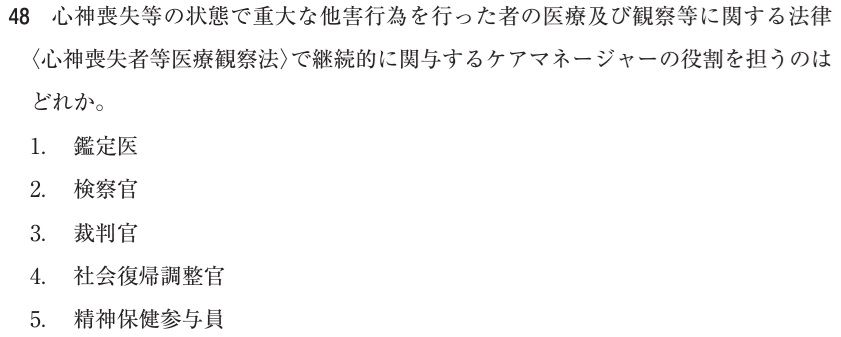 48 心神喪失等の状態で重大な他害行為を行った者の医療及び観察等に関する法律
〈心神喪失者等医療観察法〉で継続的に関与するケアマネージャーの役割を担うのは
どれか。
1. 鑑定医
2. 検察官
3. 裁判官
4. 社会復帰調整官
5. 精神保健参与員